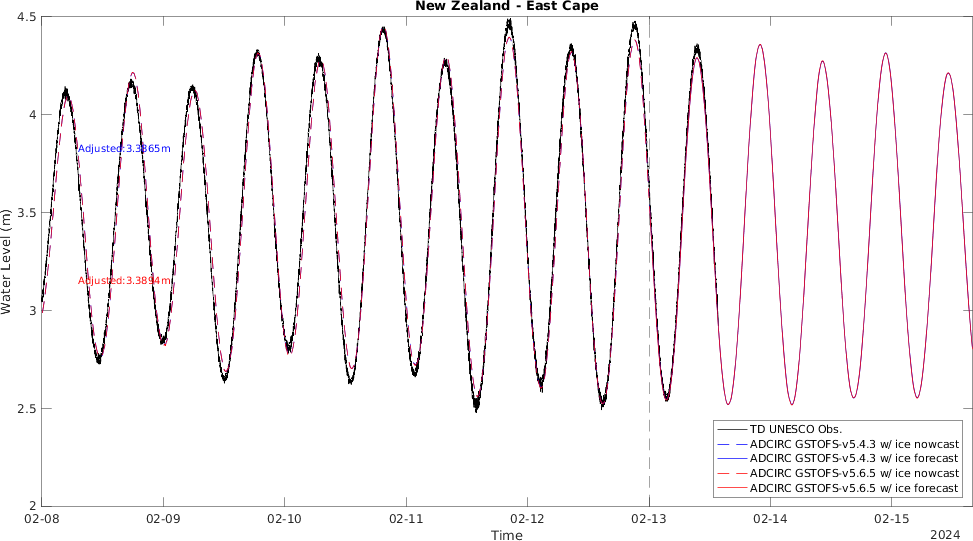 New Zealand - East Cape
4.5
4
3.5
3
2.5
2
Water Level (m)
Adjusted:3.3865m
Adjusted:3.3894m
TD UNESCO Obs.
ADCIRC GSTOFS-v5.4.3 w/ ice nowcast
ADCIRC GSTOFS-v5.4.3 w/ ice forecast
ADCIRC GSTOFS-v5.6.5 w/ ice nowcast
ADCIRC GSTOFS-v5.6.5 w/ ice forecast
02-08 02-09 02-10 02-11 02-12 02-13 02-14 02-15
Time
2024